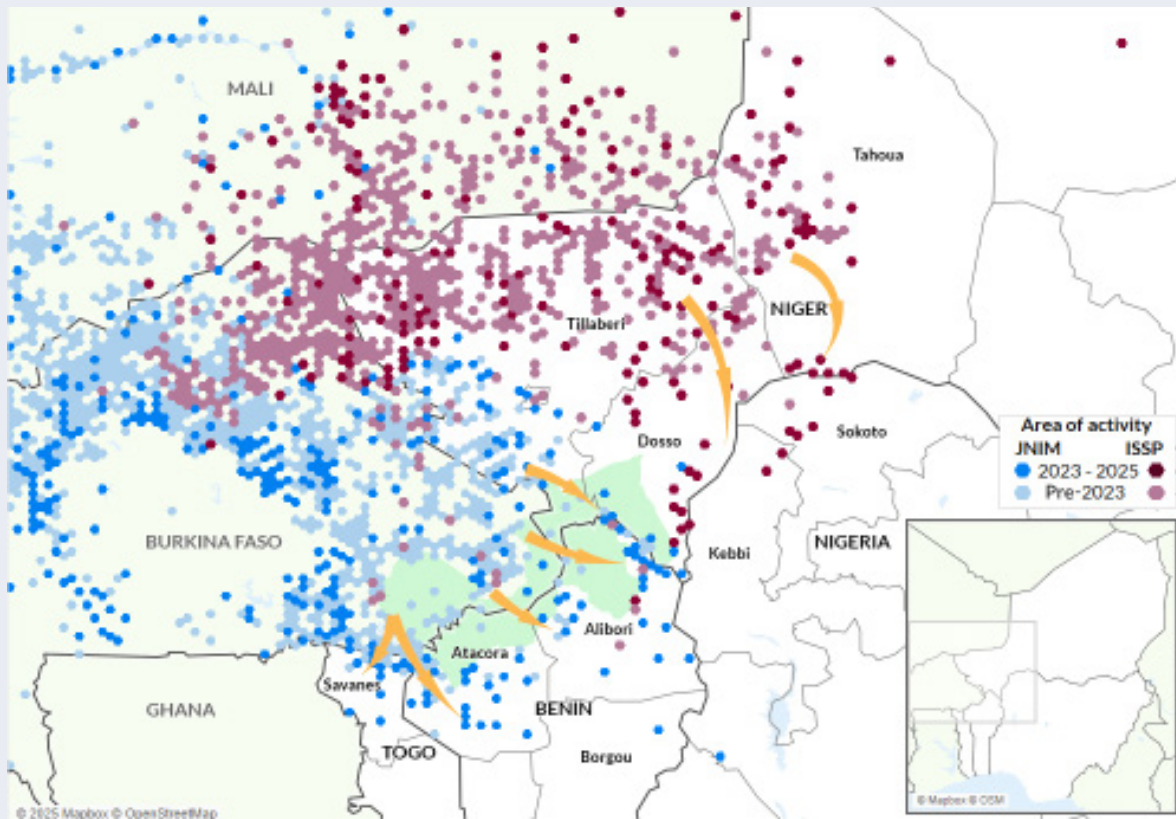 MALI
Tahoua
NIGER
Tillaberi
Dosso
Sokoto
Area of activity
JNIM ISSP
2023 - 2025
Pre-2023
BURKINA FASO
Kebbi
NIGERIA
Alibori
Atacora
Savanes
GHANA
BENIN
TOGO
Borgou
© 2025 Mapbox © OpenStreetMap
© Mapbox © OSM